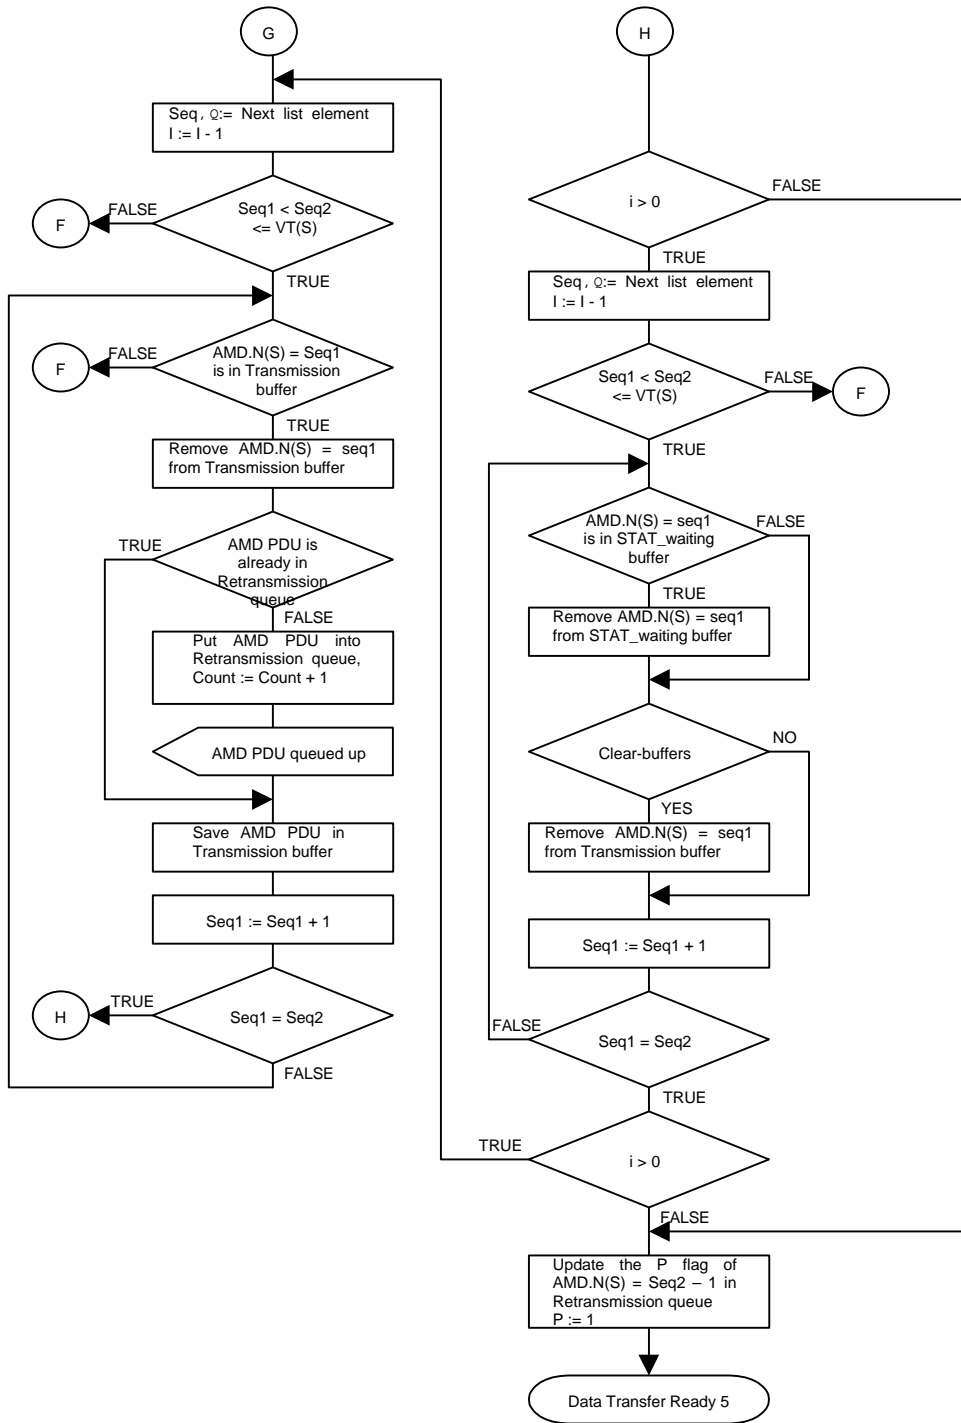 G
Seq, Q:= Next list element
I := I - 1
Seq1 < Seq2
<= VT(S)
FALSE
F
TRUE
AMD.N(S) = Seq1
is in Transmission
buffer
FALSE
F
TRUE
Remove AMD.N(S) = seq1
from Transmission buffer
AMD PDU is
already in
Retransmission
queue
TRUE
FALSE
Put AMD PDU into
Retransmission queue,
Count := Count + 1
AMD PDU queued up
Save AMD PDU in
Transmission buffer
Seq1 := Seq1 + 1
Seq1 = Seq2
TRUE
H
FALSE
H
i > 0
FALSE
TRUE
Seq, Q:= Next list element
I := I - 1
Seq1 < Seq2
<= VT(S)
FALSE
F
TRUE
AMD.N(S) = seq1
is in STAT_waiting
buffer
FALSE
TRUE
Remove AMD.N(S) = seq1
from STAT_waiting buffer
Clear-buffers
NO
YES
Remove AMD.N(S) = seq1
from Transmission buffer
Seq1 := Seq1 + 1
Seq1 = Seq2
FALSE
TRUE
i > 0
TRUE
FALSE
Update the P flag of
AMD.N(S) = Seq2 – 1 in
Retransmission queue
P := 1
Data Transfer Ready 5